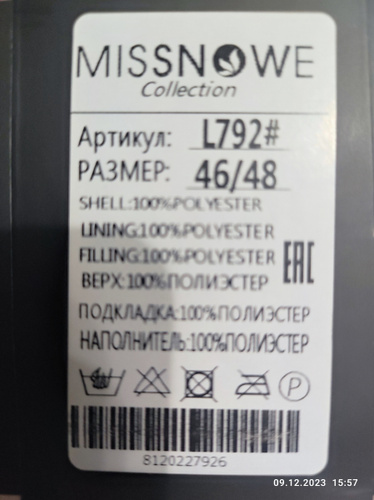 MISSNOWE
Collection
Артикул: L792#
РАЗМЕР: 46/48
SHELL:100%POLYESTER
LINING:100%POLYESTER
FILLING:100%POLYESTER
ВЕРХ:100%ПОЛИЭСТЕР
EAC
ПОДКЛАДКА:100%ПОЛИЭСТЕР
НАПОЛНИТЕЛЬ:100%ПОЛИЭСТЕР
P
8120227926
09.12.2023 15:57